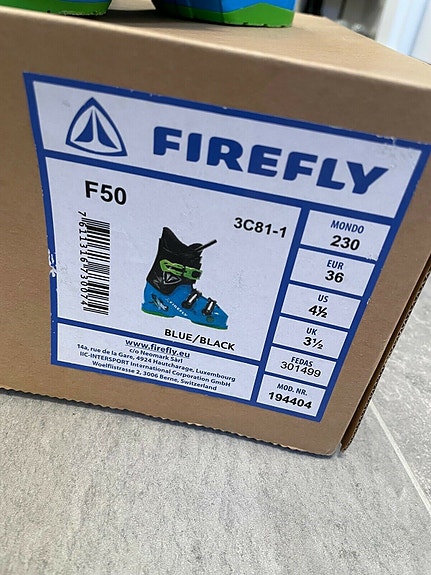 FIREFLY
F50
3C81-1
FIREFLY
BLUE/BLACK
www.firefly.eu
c/o Neomark Sàrl
14a, rue de la Gare, 4924 Hautcharage, Luxembourg
IIC-INTERSPORT International Corporation GmbH
Woelflistrasse 2, 3006 Berne, Switzerland
MONDO
230
EUR
36
US
4½
UK
3½
FEDAS
301499
MOD. NR.
194404